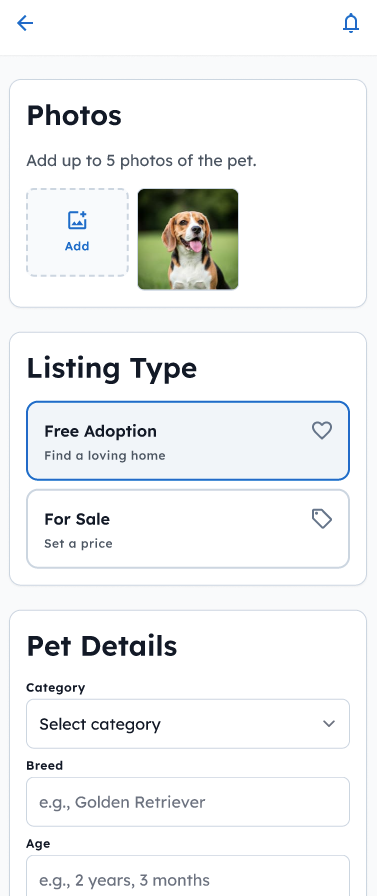 Photos
Add up to 5 photos of the pet.
Add
Listing Type
Free Adoption
Find a loving home
For Sale
Set a price
Pet Details
Category
Select category
Breed
e.g., Golden Retriever
Age
e.g., 2 years, 3 months